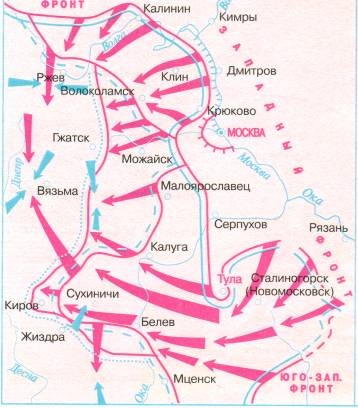 ФРОНТ
Калинин
Кимры
Волга
Ржев
Клин
Дмитров
Волоколамск
Крюково
МОСКВА
Гжатск
Можайск
Москва
ЗАПАДНЫЙ
ФРОНТ
Днепр
Вязьма
Малоярославец
Ока
Серпухов
Рязань
Калуга
Тула
Сталиногорск
(Новомосковск)
Киров
Сухиничи
Белев
Жиздра
Десна
Ока
Мценск
ЮГО-ЗАП.
ФРОНТ